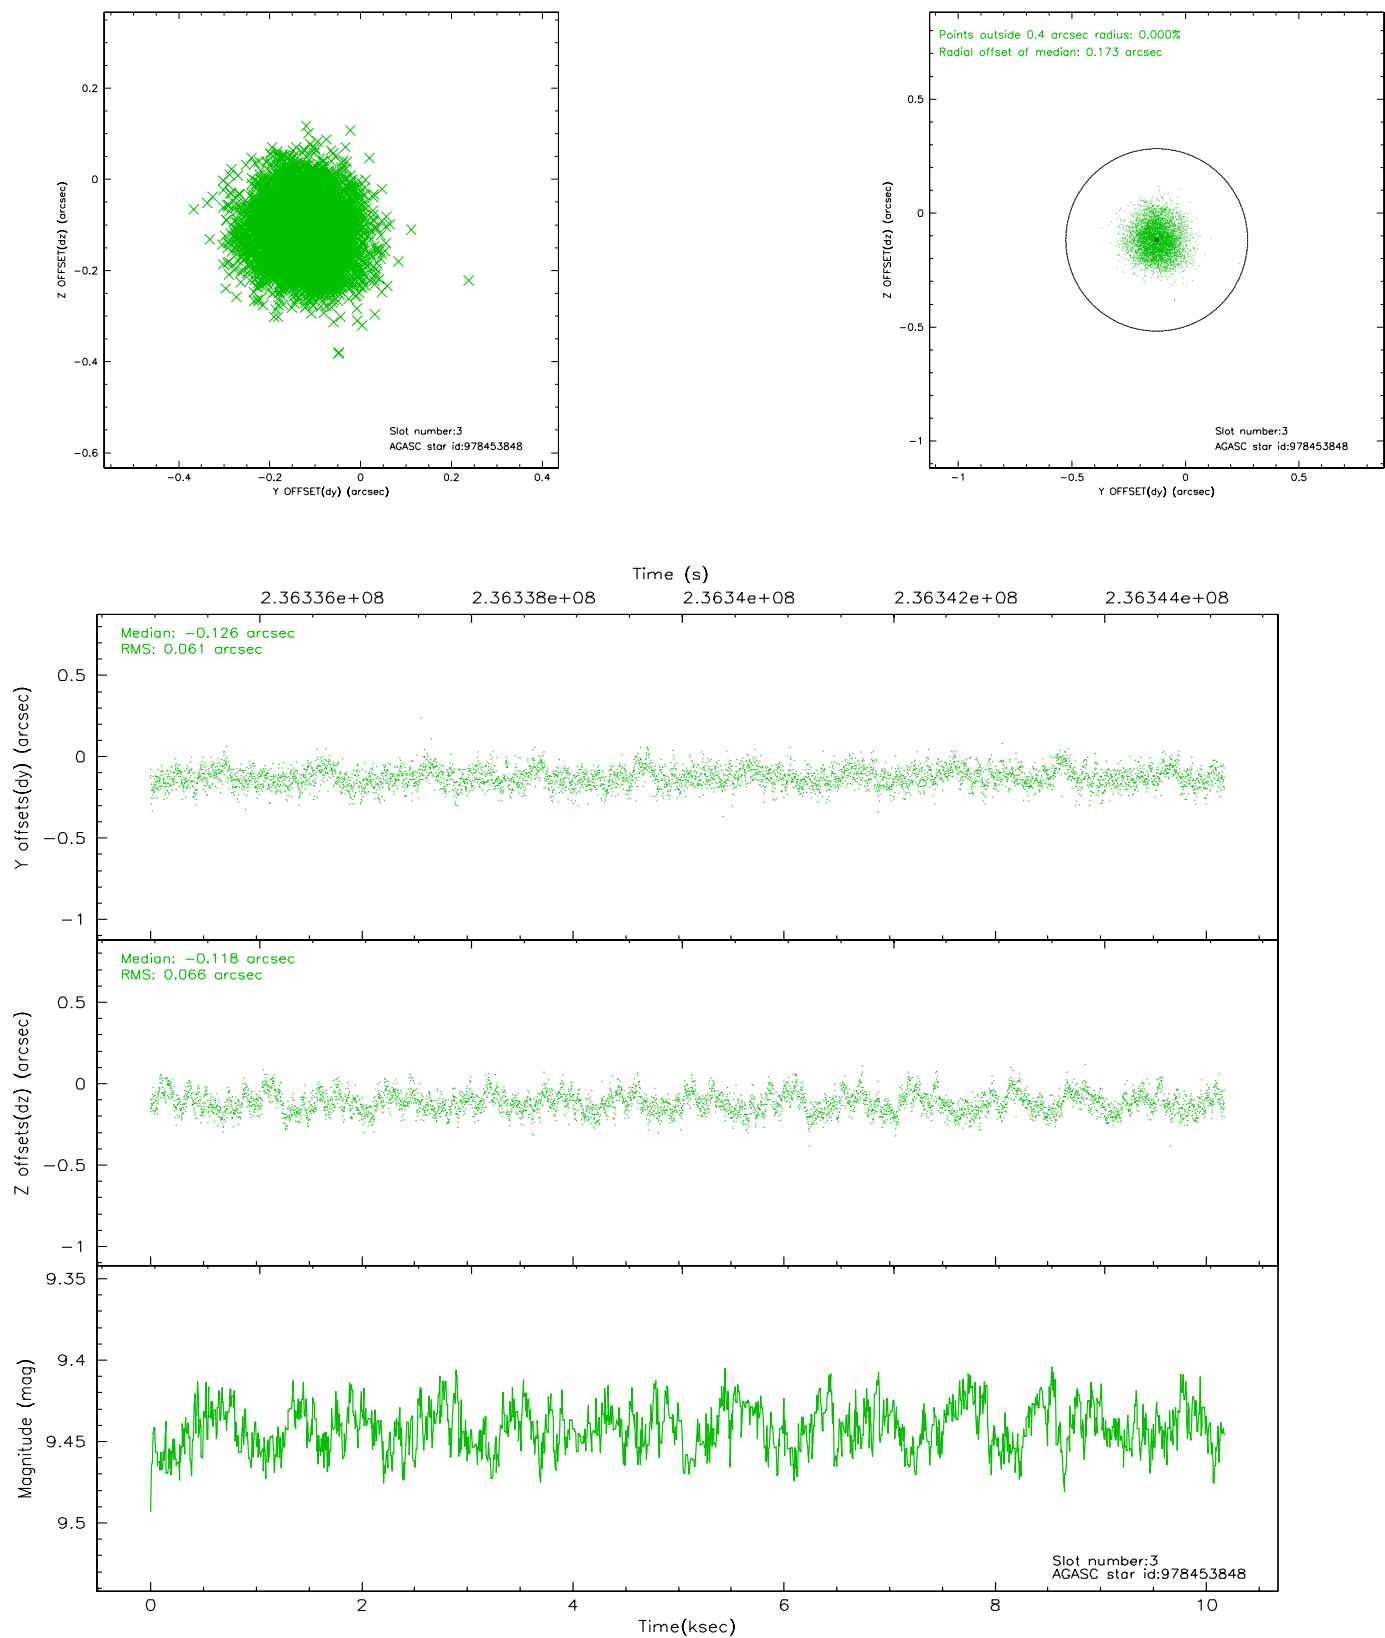 0.2
0
-0.2
-0.4
-0.6
Z OFFSET(dz) (arcsec)
Slot number:3
AGASC star id:978453848
-0.4
-0.2
0
0.2
0.4
Y OFFSET(dy) (arcsec)
Points outside 0.4 arcsec radius: 0.000%
Radial offset of median: 0.173 arcsec
0.5
0
-0.5
-1
Z OFFSET(dz) (arcsec)
Slot number:3
AGASC star id:978453848
-1
-0.5
0
0.5
Y OFFSET(dy) (arcsec)
Time (s)
2.36336e+08
2.36338e+08
2.3634e+08
2.36342e+08
2.36344e+08
Median: -0.126 arcsec
RMS: 0.061 arcsec
0.5
0
-0.5
-1
Y offsets(dy) (arcsec)
Median: -0.118 arcsec
RMS: 0.066 arcsec
0.5
0
-0.5
-1
Z offsets(dz) (arcsec)
9.35
9.4
9.45
9.5
Magnitude (mag)
Slot number:3
AGASC star id:978453848
0
2
4
6
8
10
Time(ksec)